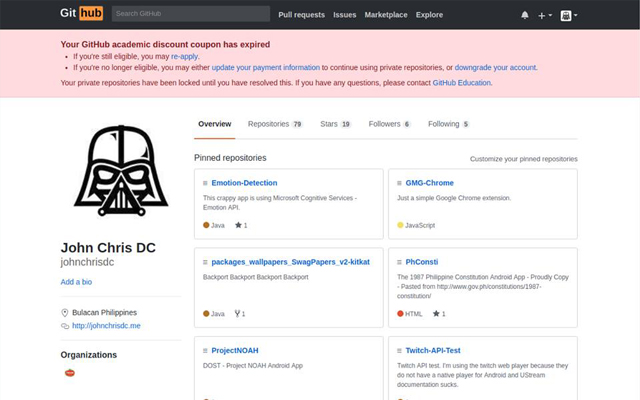 Git hub
Search GitHub
Pull requests Issues Marketplace Explore
Your GitHub academic discount coupon has expired
If you're still eligible, you may re-apply.
If you're no longer eligible, you may either update your payment information to continue using private repositories, or downgrade your account.
Your private repositories have been locked until you have resolved this. If you have any questions, please contact GitHub Education.
Overview Repositories 79 Stars 19 Followers 6 Following 5
Pinned repositories
Customize your pinned repositories
Emotion-Detection
This crappy app is using Microsoft Cognitive Services -
Emotion API.
Java 1
GMG-Chrome
Just a simple Google Chrome extension.
JavaScript
packages_wallpapers_SwagPapers_v2-kitkat
Backport Backport Backport Backport
Java 1
PhConsti
The 1987 Philippine Constitution Android App - Proudly Copy
- Pasted from http://www.gov.ph/constitutions/1987-
constitution/
HTML 1
ProjectNOAH
DOST - Project NOAH Android App
Twitch-API-Test
Twitch API test. I'm using the twitch web player because they
do not have a native player for Android and UStream
documentation sucks.
John Chris DC
johnchrisdc
Add a bio
Bulacan Philippines
http://johnchrisdc.me
Organizations